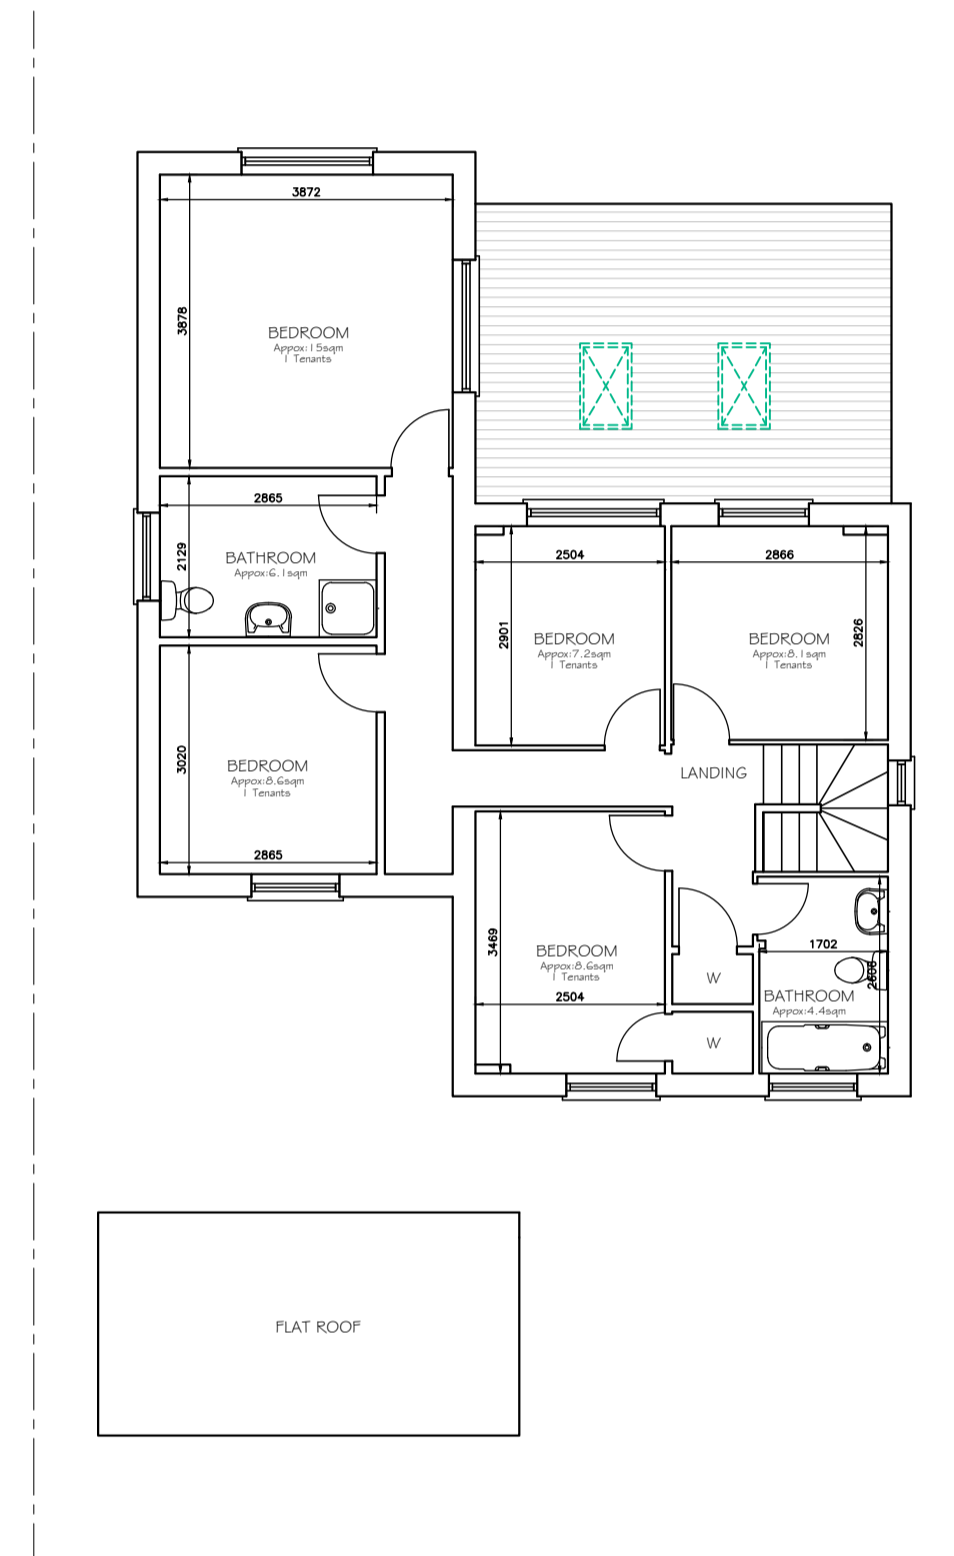 3872
3878
BEDROOM
Appox:15sqm
1 Tenants
2865
2129
BATHROOM
Appox:6.1sqm
2504
2901
BEDROOM
Appox:7.2sqm
1 Tenants
2866
2826
BEDROOM
Appox:8.1sqm
1 Tenants
3020
BEDROOM
Appox:8.6sqm
1 Tenants
2865
LANDING
3469
BEDROOM
Appox:8.6sqm
1 Tenants
2504
W
W
1702
BATHROOM
Appox:4.4sqm
FLAT ROOF